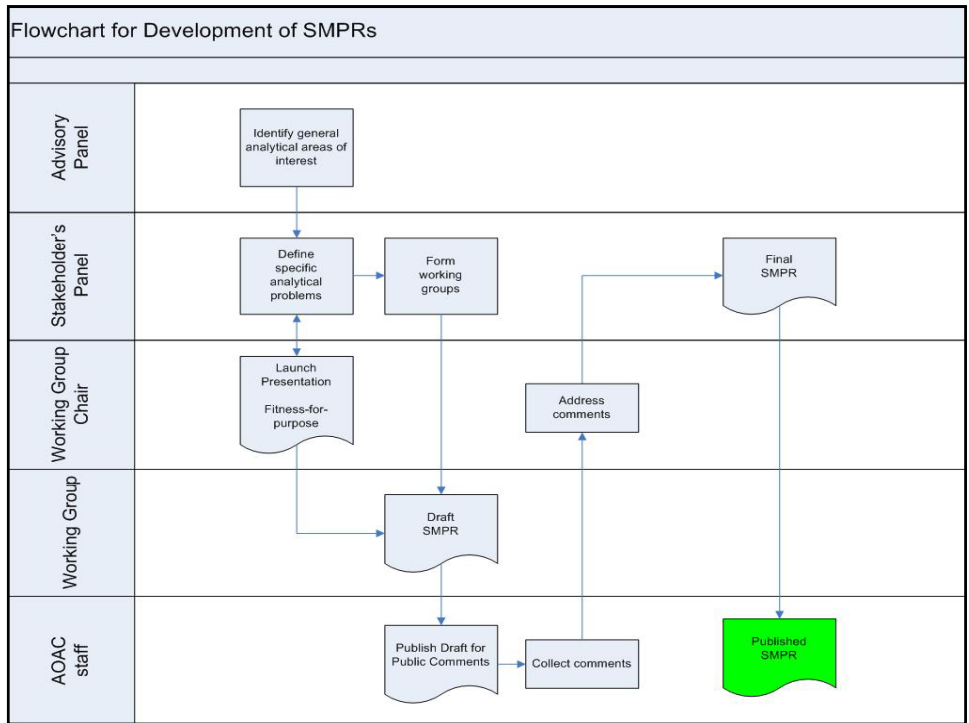 Flowchart for Development of SMPRs
Advisory
Panel
Identify general
analytical areas of
interest
Stakeholder's
Panel
Define
specific
analytical
problems
Form
working
groups
Final
SMPR
Working Group
Chair
Launch
Presentation
Fitness-for-
purpose
Address
comments
Working Group
Draft
SMPR
AOAC
staff
Publish Draft for
Public Comments
Collect comments
Published
SMPR